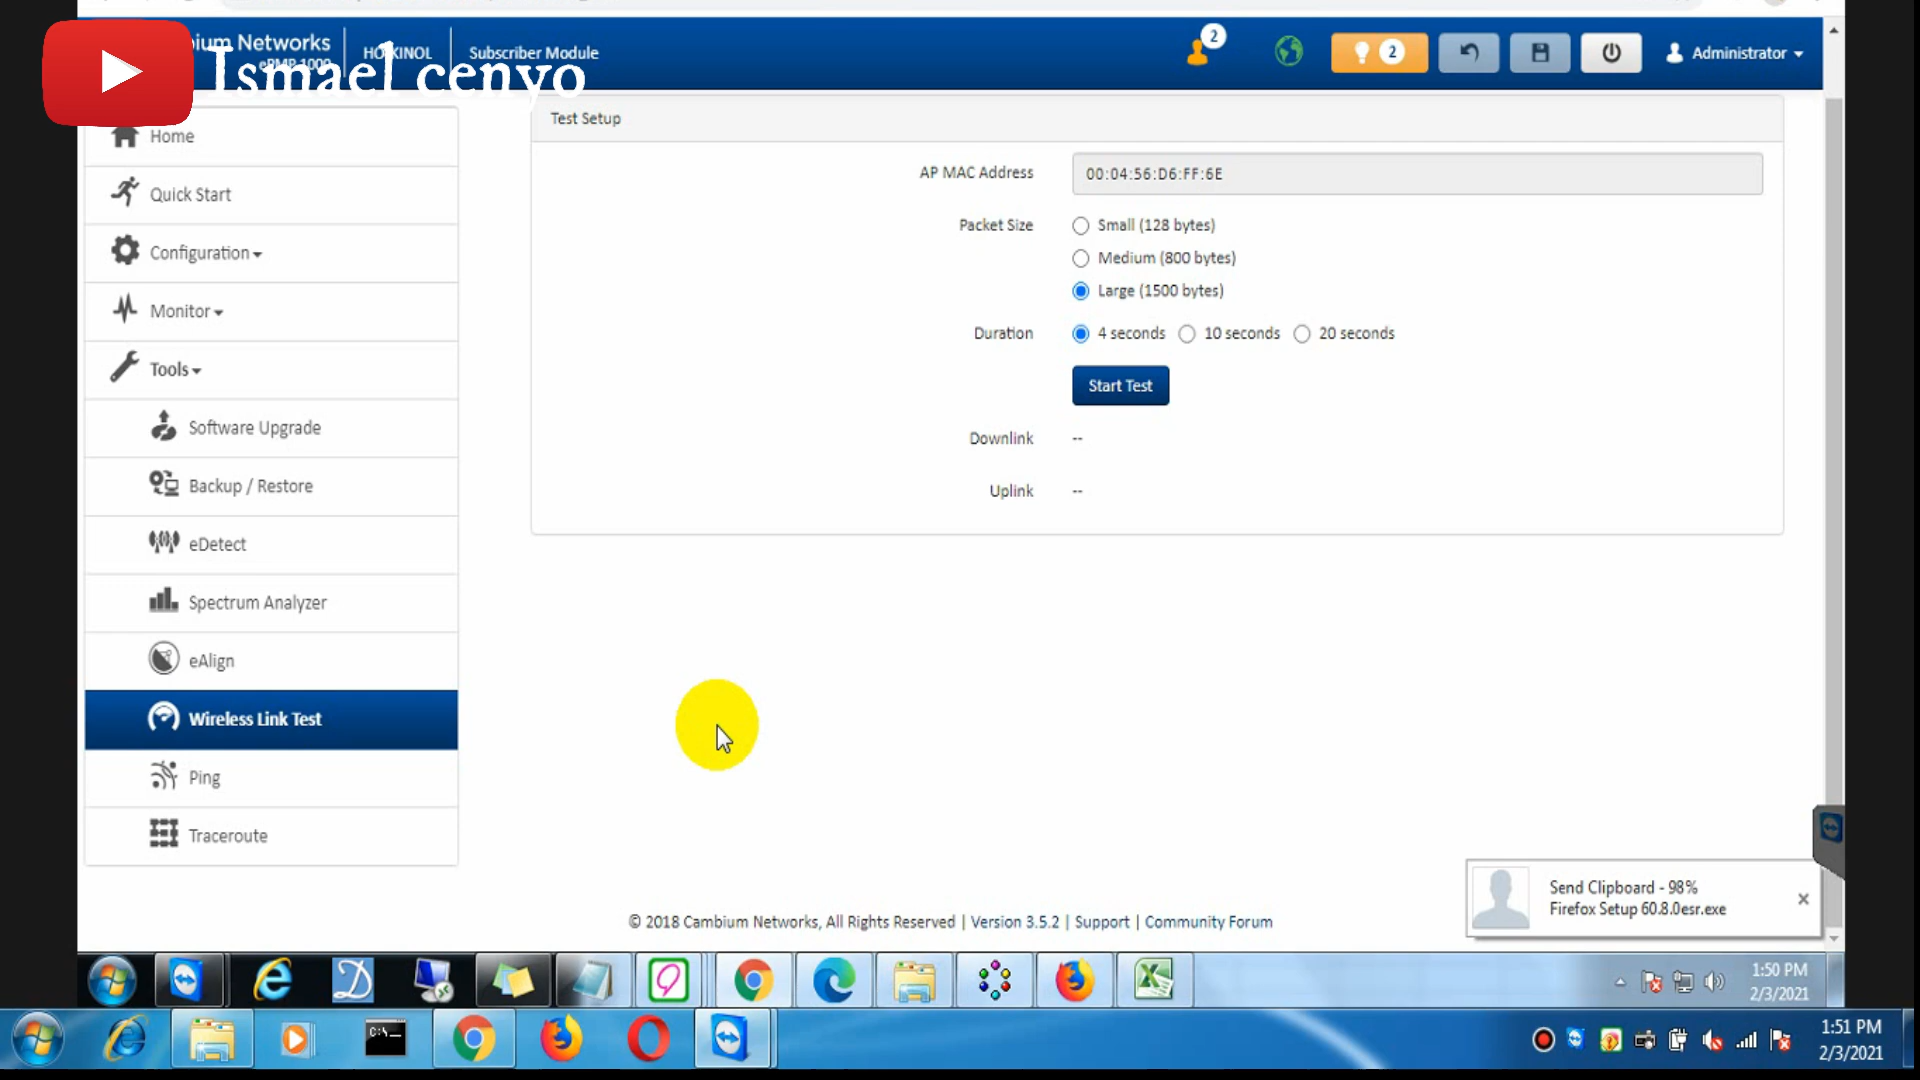 ium Networks
HO KINOL
Subscriber Module
2
2
Administrator
Ismael cenyo
Home
Quick Start
Configuration
Monitor
Tools
Software Upgrade
Backup / Restore
eDetect
Spectrum Analyzer
eAlign
Wireless Link Test
Ping
Traceroute
Test Setup
AP MAC Address
00:04:56:D6:FF:6E
Packet Size
Small (128 bytes)
Medium (800 bytes)
Large (1500 bytes)
Duration
4 seconds
10 seconds
20 seconds
Start Test
Downlink
--
Uplink
--
© 2018 Cambium Networks, All Rights Reserved | Version 3.5.2 | Support | Community Forum
Send Clipboard - 98%
Firefox Setup 60.8.0esr.exe
1:50 PM
2/3/2021
C:\_
1:51 PM
2/3/2021